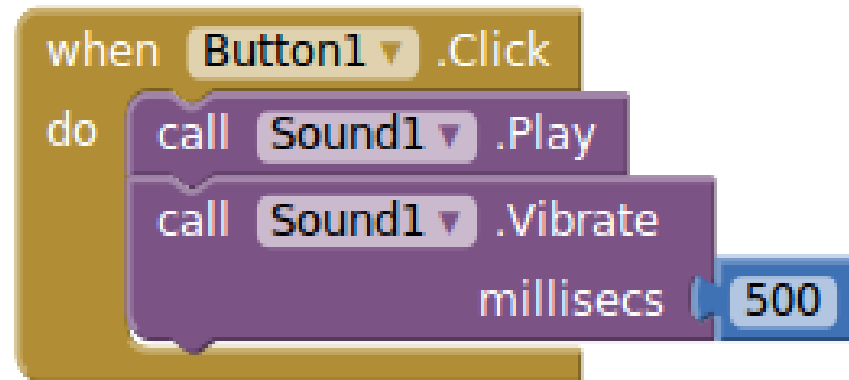 when Button1 .Click
do call Sound1 .Play
call Sound1 .Vibrate
millisecs 500